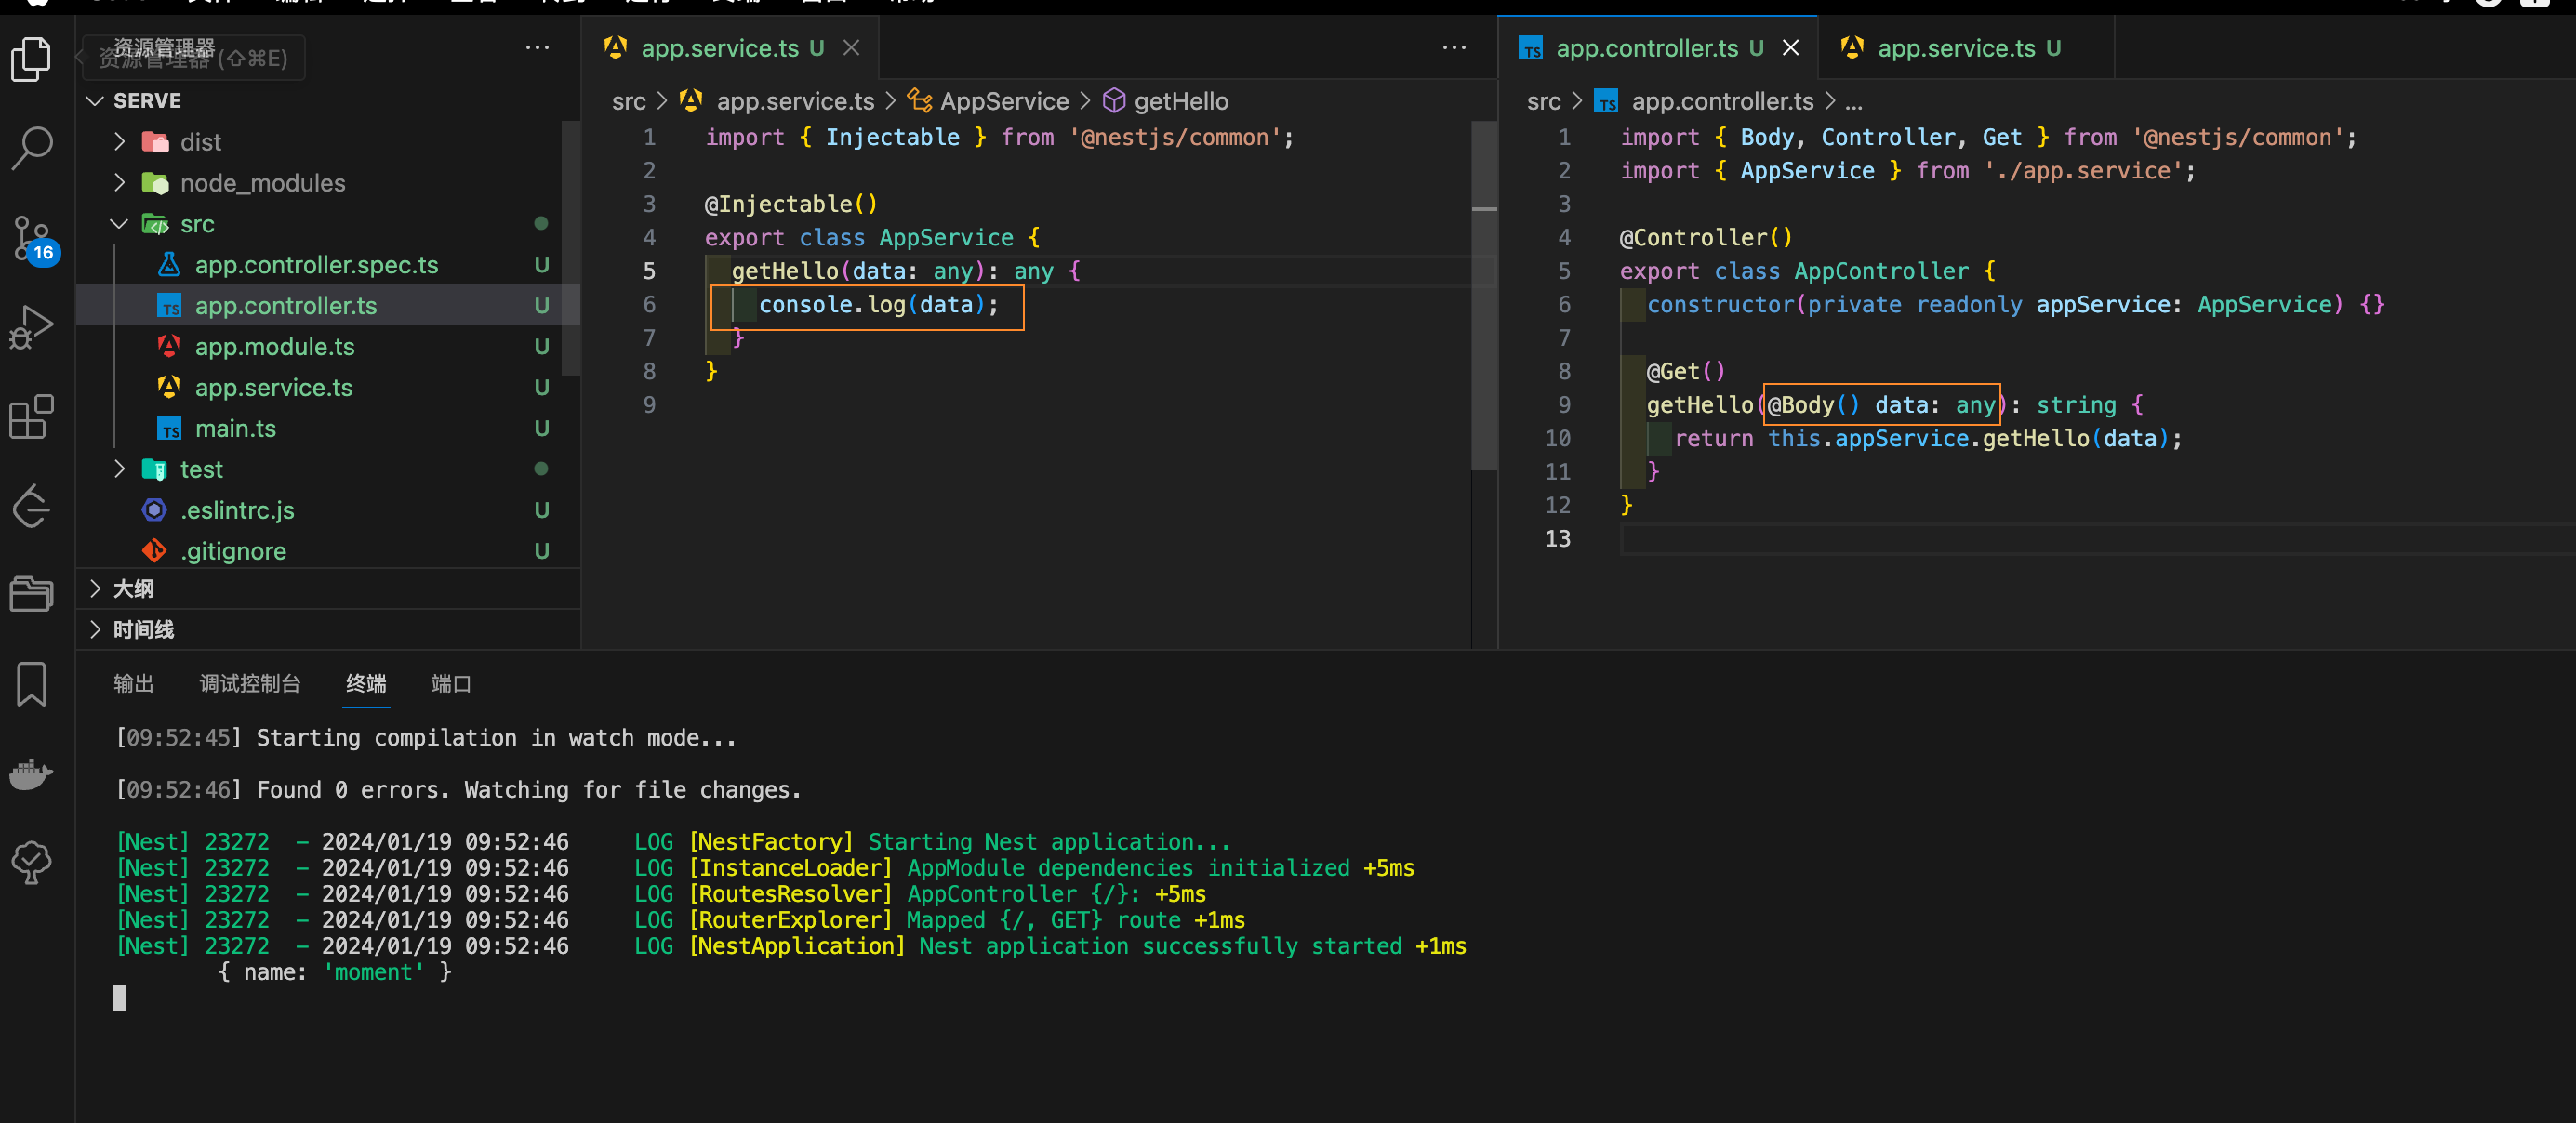 资源管理器
资源管理器 (⇧⌘E)
SERVE
dist
node_modules
src
app.controller.spec.ts U
app.controller.ts U
app.module.ts U
app.service.ts U
main.ts U
test
.eslintrc.js U
.gitignore U
大纲
时间线
16
app.service.ts U
src > app.service.ts > AppService > getHello
1 import { Injectable } from '@nestjs/common';
2
3 @Injectable()
4 export class AppService {
5 getHello(data: any): any {
6 console.log(data);
7 }
8 }
9
app.controller.ts U
app.service.ts U
src > TS app.controller.ts > ...
1 import { Body, Controller, Get } from '@nestjs/common';
2 import { AppService } from './app.service';
3
4 @Controller()
5 export class AppController {
6 constructor(private readonly appService: AppService) {}
7
8 @Get()
9 getHello(@Body() data: any): string {
10 return this.appService.getHello(data);
11 }
12 }
13
输出 调试控制台 终端 端口
[09:52:45] Starting compilation in watch mode...
[09:52:46] Found 0 errors. Watching for file changes.
[Nest] 23272 - 2024/01/19 09:52:46 LOG [NestFactory] Starting Nest application...
[Nest] 23272 - 2024/01/19 09:52:46 LOG [InstanceLoader] AppModule dependencies initialized +5ms
[Nest] 23272 - 2024/01/19 09:52:46 LOG [RoutesResolver] AppController {/}: +5ms
[Nest] 23272 - 2024/01/19 09:52:46 LOG [RouterExplorer] Mapped {/, GET} route +1ms
[Nest] 23272 - 2024/01/19 09:52:46 LOG [NestApplication] Nest application successfully started +1ms
{ name: 'moment' }